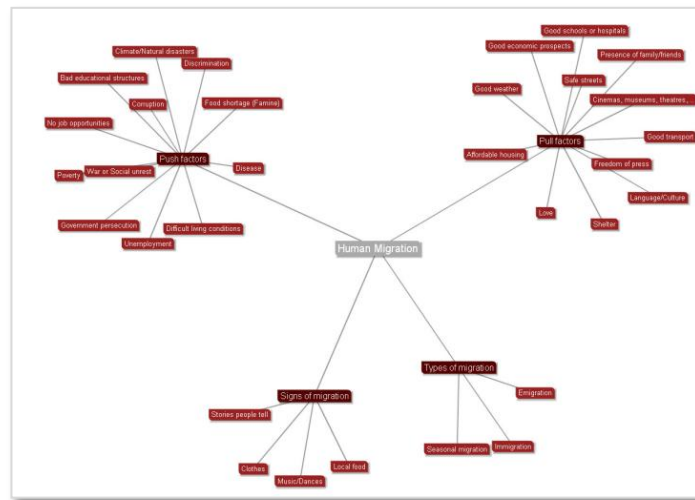 Human Migration
Push factors
Climate/Natural disasters
Discrimination
Bad educational structures
Corruption
Food shortage (Famine)
No job opportunities
War or Social unrest
Poverty
Disease
Government persecution
Difficult living conditions
Unemployment
Pull factors
Good schools or hospitals
Good economic prospects
Presence of family/friends
Safe streets
Good weather
Cinemas, museums, theatres,...
Good transport
Affordable housing
Freedom of press
Language/Culture
Love
Shelter
Signs of migration
Stories people tell
Clothes
Music/Dances
Local food
Types of migration
Emigration
Immigration
Seasonal migration